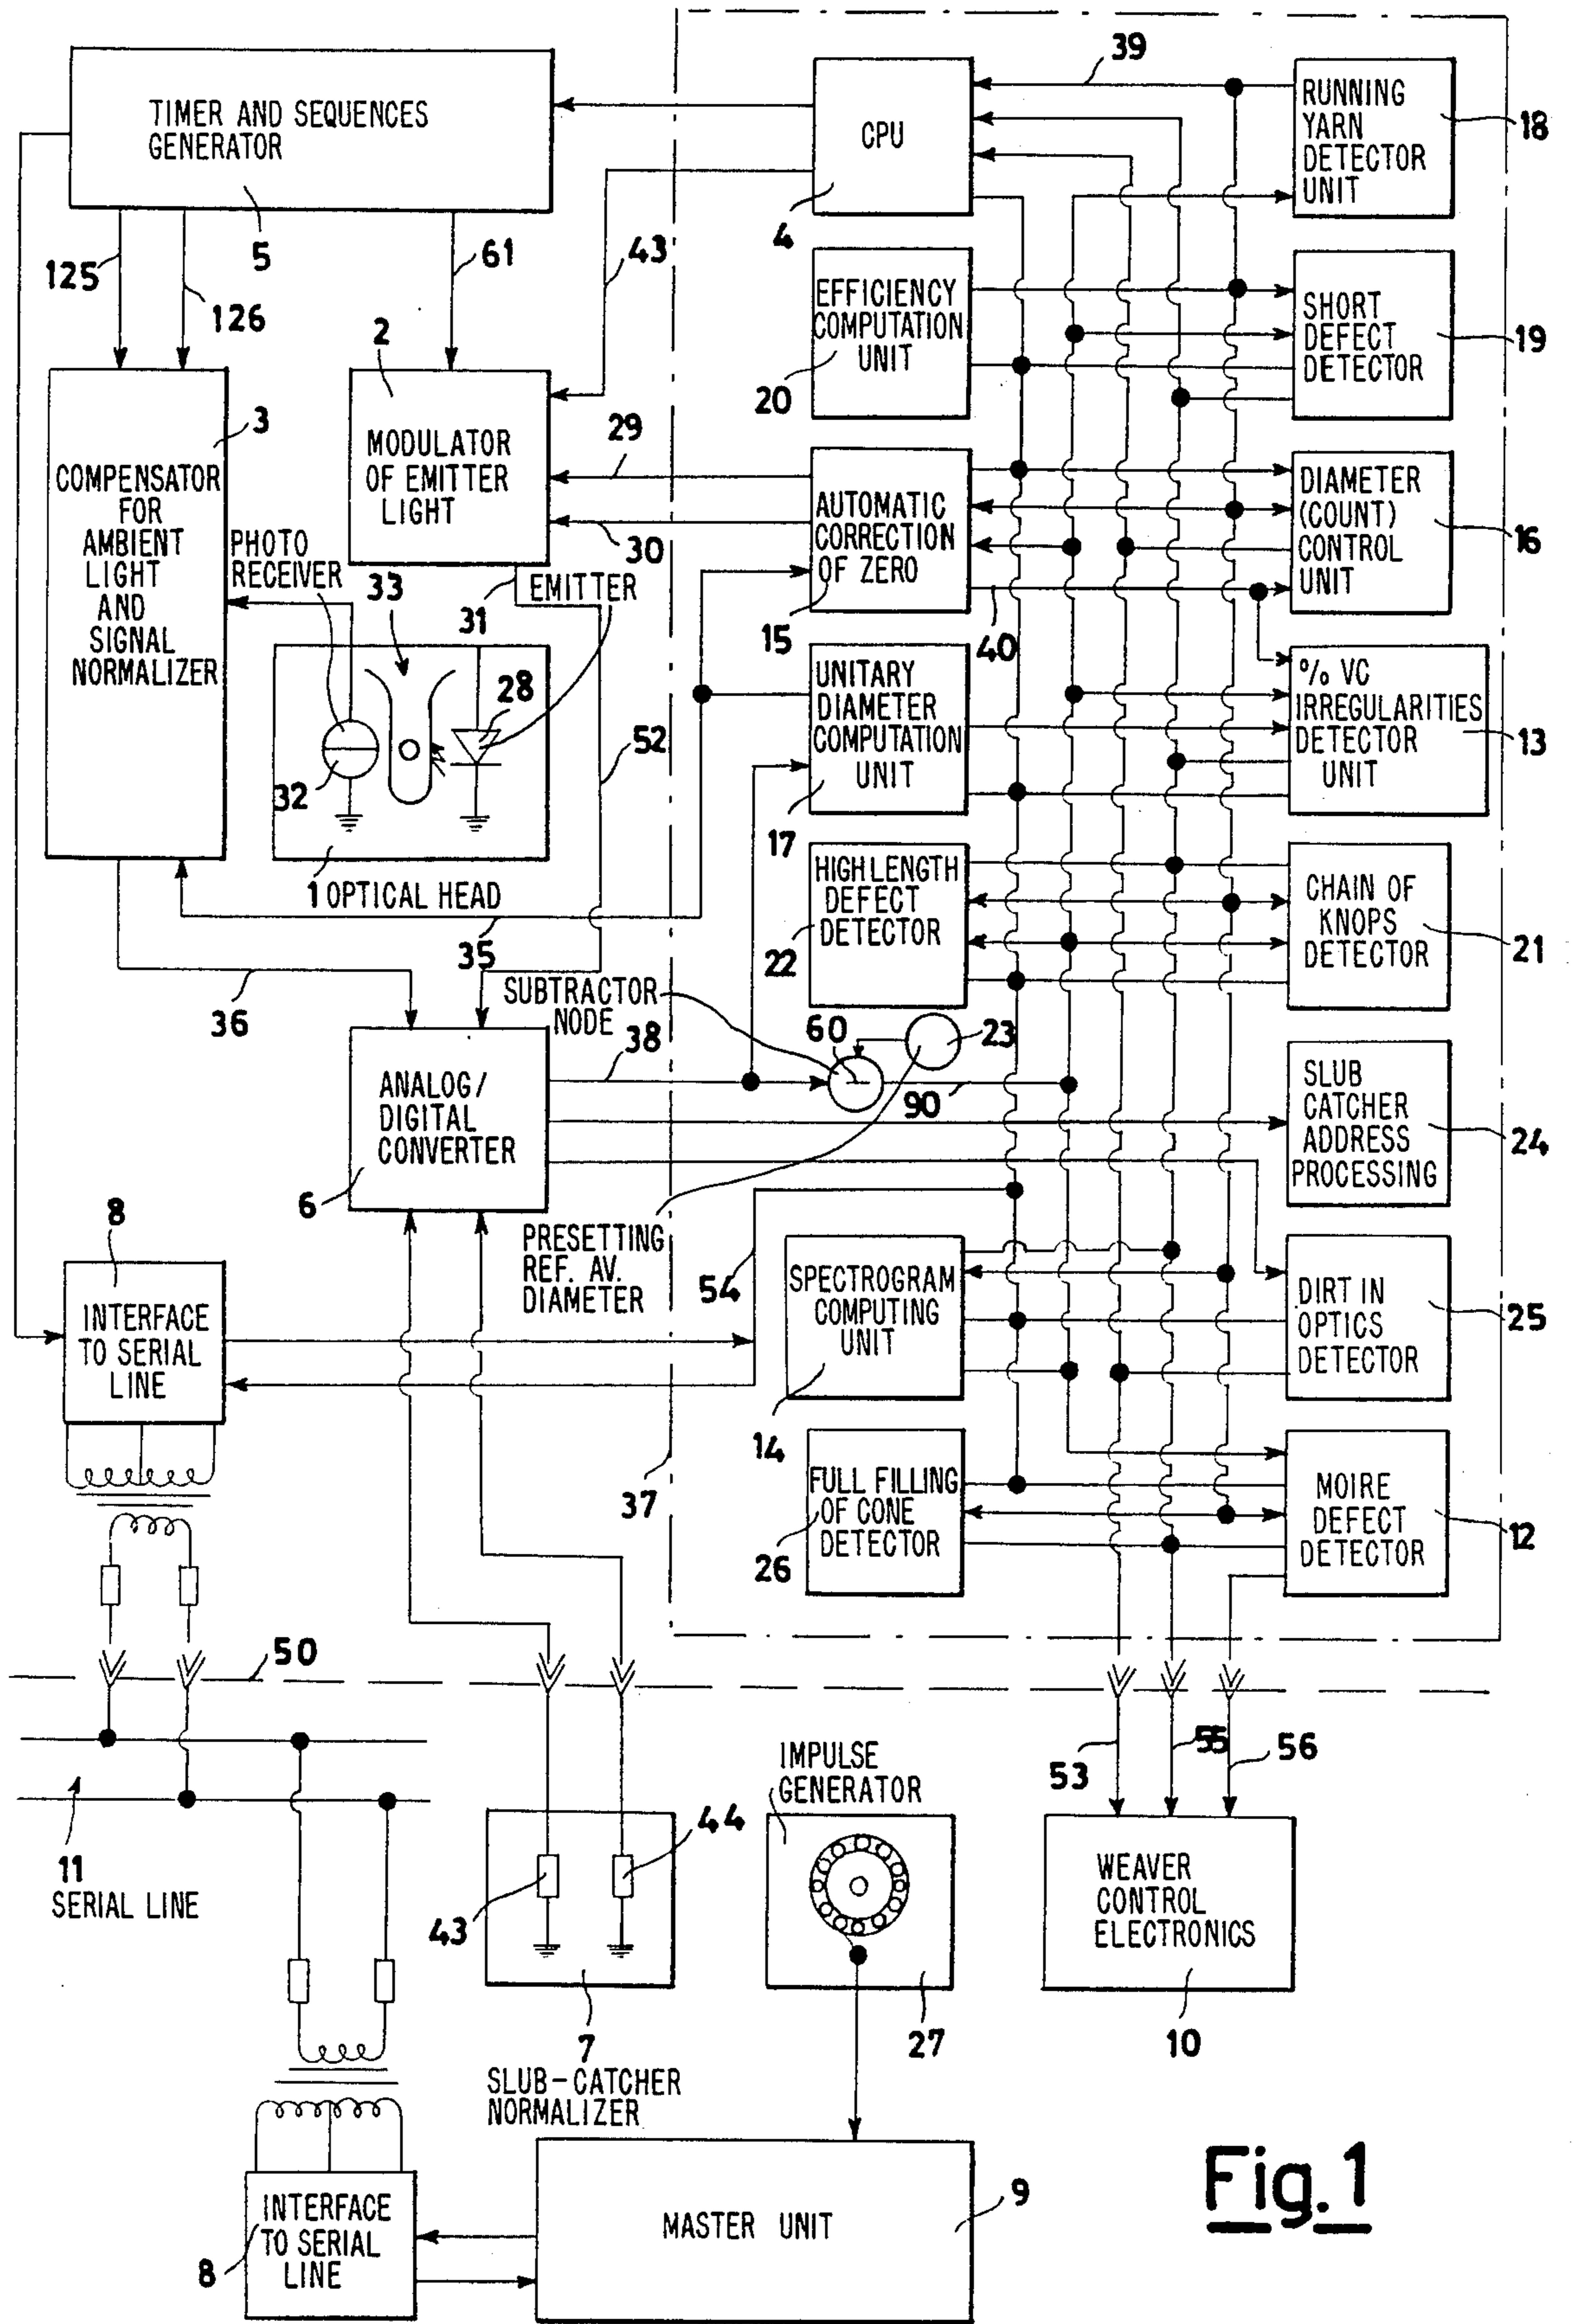 TIMER AND SEQUENCES
GENERATOR
5
125
126
61
43
CPU
4
39
RUNNING
YARN
DETECTOR
UNIT
18
EFFICIENCY
COMPUTATION
UNIT
20
SHORT
DEFECT
DETECTOR
19
3
COMPENSATOR
FOR
AMBIENT
LIGHT
AND
SIGNAL
NORMALIZER
2
MODULATOR
OF EMITTER
LIGHT
29
30
AUTOMATIC
CORRECTION
OF ZERO
15
40
DIAMETER
(COUNT)
CONTROL
UNIT
16
PHOTO
RECEIVER
33
31
EMITTER
28
32
1 OPTICAL HEAD
52
UNITARY
DIAMETER
COMPUTATION
UNIT
17
% VC
IRREGULARITIES
DETECTOR
UNIT
13
HIGH LENGTH
DEFECT
DETECTOR
22
CHAIN OF
KNOPS
DETECTOR
21
35
36
SUBTRACTOR
NODE
38
60
23
90
ANALOG/
DIGITAL
CONVERTER
6
SLUB
CATCHER
ADDRESS
PROCESSING
24
PRESETTING
REF. AV.
DIAMETER
54
8
INTERFACE
TO SERIAL
LINE
SPECTROGRAM
COMPUTING
UNIT
14
DIRT IN
OPTICS
DETECTOR
25
37
FULL FILLING
OF CONE
DETECTOR
26
MOIRE
DEFECT
DETECTOR
12
50
53
55
56
11
SERIAL LINE
43
44
7
SLUB-CATCHER
NORMALIZER
IMPULSE
GENERATOR
27
WEAVER
CONTROL
ELECTRONICS
10
INTERFACE
TO SERIAL
LINE
8
MASTER UNIT
9
Fig.1